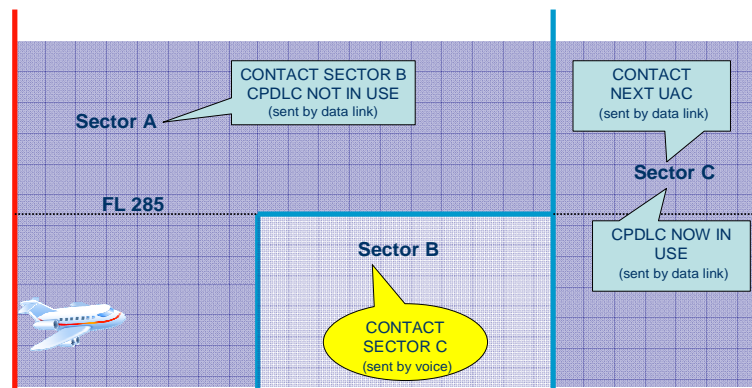 CONTACT SECTOR B
CPDLC NOT IN USE
(sent by data link)
Sector A
CONTACT
NEXT UAC
(sent by data link)
Sector C
FL 285
CPDLC NOW IN
USE
(sent by data link)
Sector B
CONTACT
SECTOR C
(sent by voice)